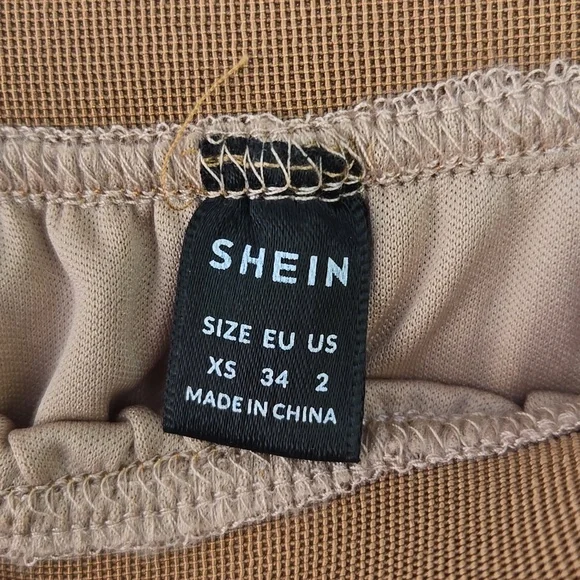 SHEIN
SIZE EU US
XS 34 2
MADE IN CHINA